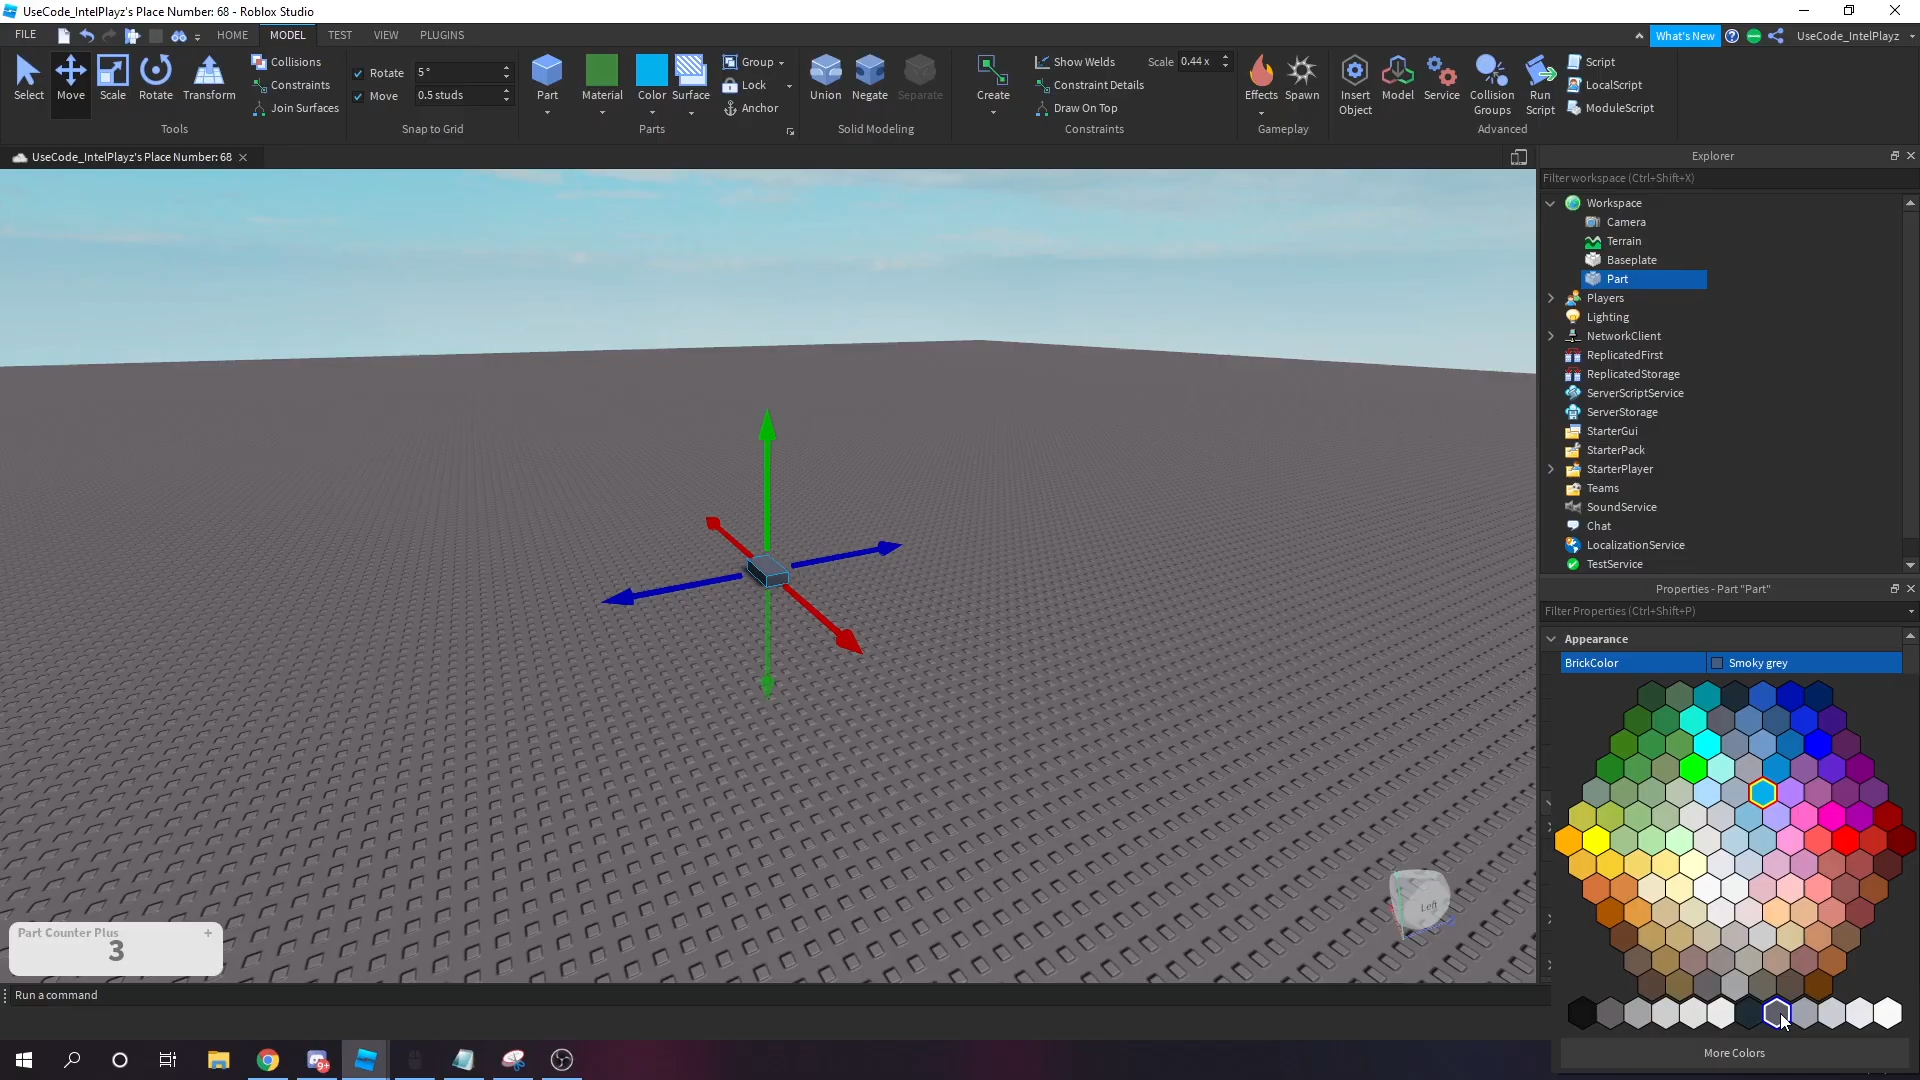 UseCode_IntelPlayz's Place Number: 68 - Roblox Studio
FILE HOME MODEL TEST VIEW PLUGINS What's New UseCode_IntelPlayz
Select Move Scale Rotate Transform
Collisions
Constraints
Join Surfaces
Tools
Rotate 5°
Move 0.5 studs
Snap to Grid
Part Material Color Surface
Group
Lock
Anchor
Parts
Union Negate Separate
Solid Modeling
Create
Show Welds
Constraint Details
Draw On Top
Scale 0.44 x
Constraints
Effects Spawn
Gameplay
Insert Object
Model
Service
Collision Groups
Run Script
Script
LocalScript
ModuleScript
Advanced
UseCode_IntelPlayz's Place Number: 68
Explorer
Filter workspace (Ctrl+Shift+X)
Workspace
Camera
Terrain
Baseplate
Part
Players
Lighting
NetworkClient
ReplicatedFirst
ReplicatedStorage
ServerScriptService
ServerStorage
StarterGui
StarterPack
StarterPlayer
Teams
SoundService
Chat
LocalizationService
TestService
Properties - Part "Part"
Filter Properties (Ctrl+Shift+P)
Appearance
BrickColor Smoky grey
Left
Part Counter Plus +
3
Run a command
More Colors
9+